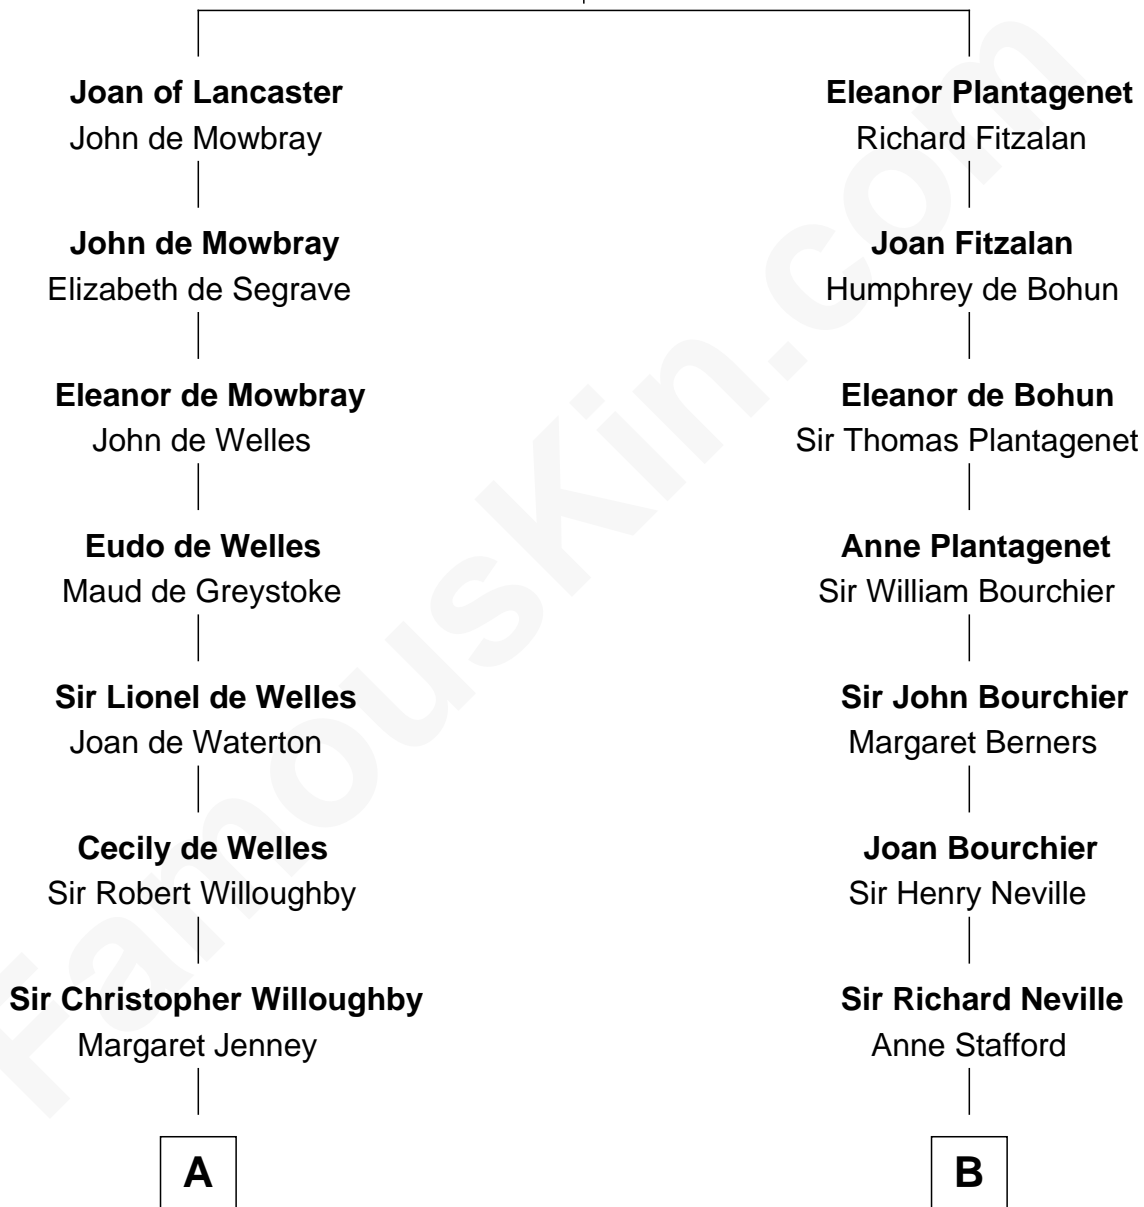 Joan of Lancaster
John de Mowbray
John de Mowbray
Elizabeth de Segrave
Eleanor de Mowbray
John de Welles
Eudo de Welles
Maud de Greystoke
Sir Lionel de Welles
Joan de Waterton
Cecily de Welles
Sir Robert Willoughby
Sir Christopher Willoughby
Margaret Jenney
A
Eleanor Plantagenet
Richard Fitzalan
Joan Fitzalan
Humphrey de Bohun
Eleanor de Bohun
Sir Thomas Plantagenet
Anne Plantagenet
Sir William Bourchier
Sir John Bourchier
Margaret Berners
Joan Bourchier
Sir Henry Neville
Sir Richard Neville
Anne Stafford
B
FamousKin.com